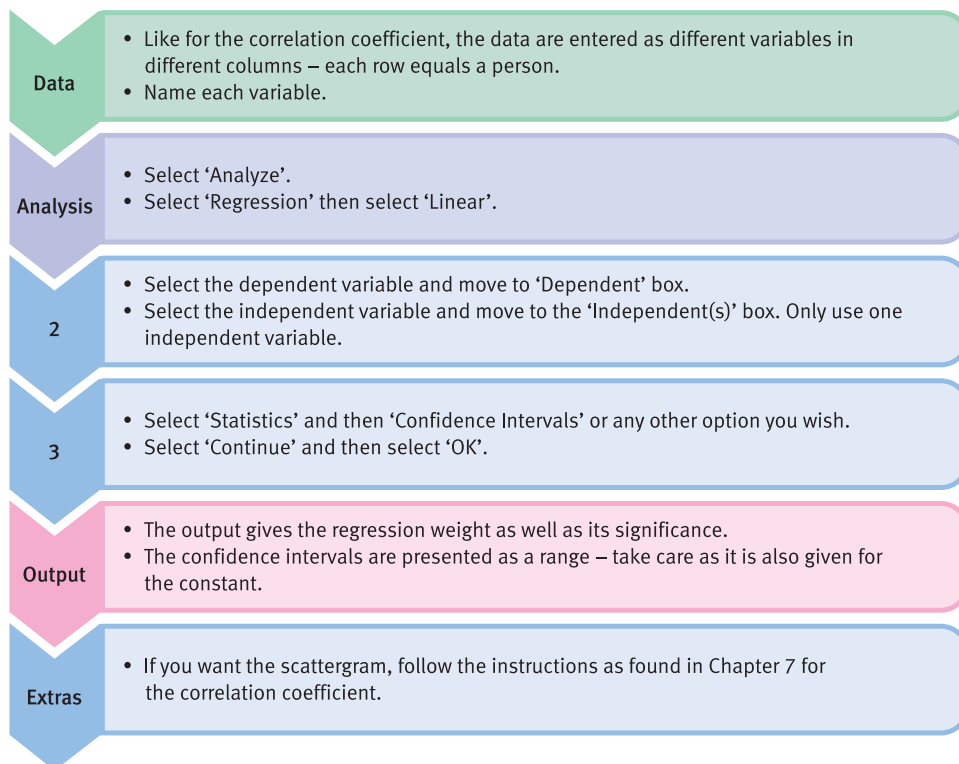 Data
• Like for the correlation coefficient, the data are entered as different variables in
different columns – each row equals a person.
• Name each variable.
Analysis
• Select ‘Analyze’.
• Select ‘Regression’ then select ‘Linear’.
2
• Select the dependent variable and move to ‘Dependent’ box.
• Select the independent variable and move to the ‘Independent(s)’ box. Only use one
independent variable.
3
• Select ‘Statistics’ and then ‘Confidence Intervals’ or any other option you wish.
• Select ‘Continue’ and then select ‘OK’.
Output
• The output gives the regression weight as well as its significance.
• The confidence intervals are presented as a range – take care as it is also given for
the constant.
Extras
• If you want the scattergram, follow the instructions as found in Chapter 7 for
the correlation coefficient.